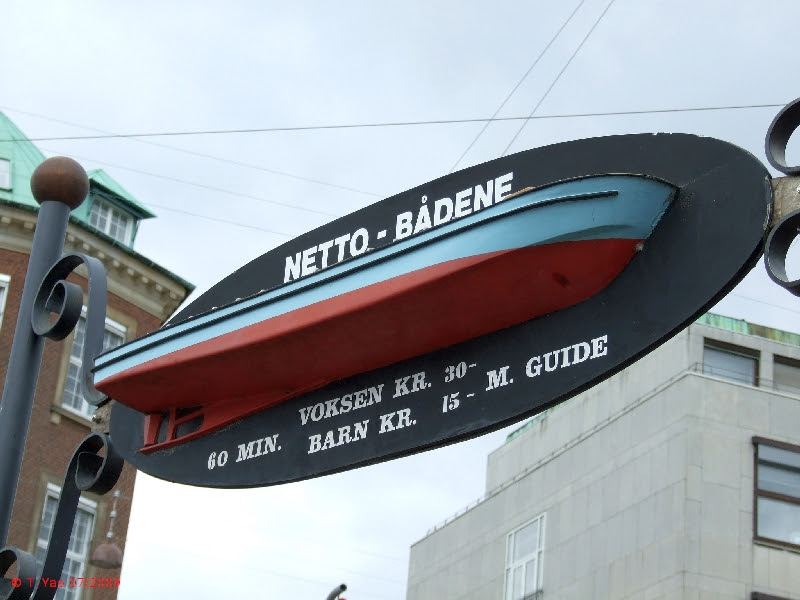 NETTO - BÅDENE
60 MIN. VOKSEN KR. 30- M. GUIDE
BARN KR. 15-